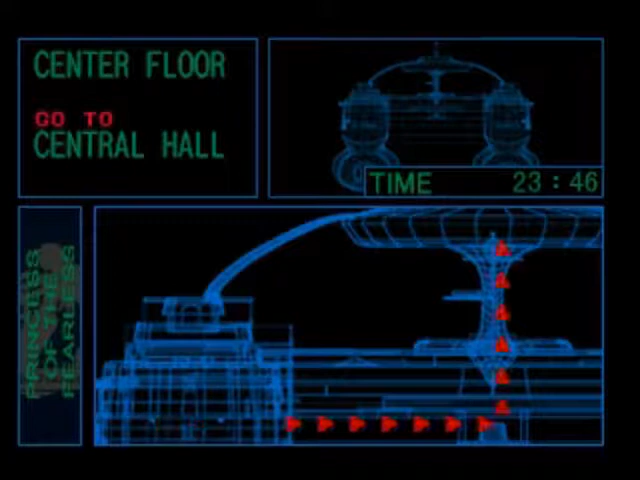 CENTER FLOOR
GO TO
CENTRAL HALL
TIME 23:46
PRINCESS
OF THE
FEARLESS